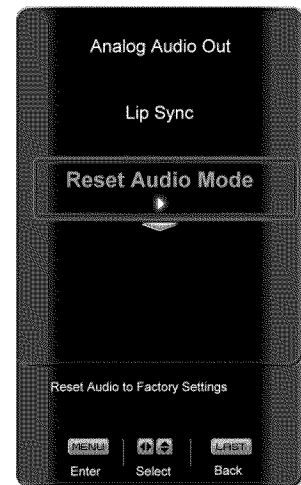 Analog Audio Out
Lip Sync
Reset Audio Mode
Reset Audio to Factory Settings
MENU LAST
Enter Select Back